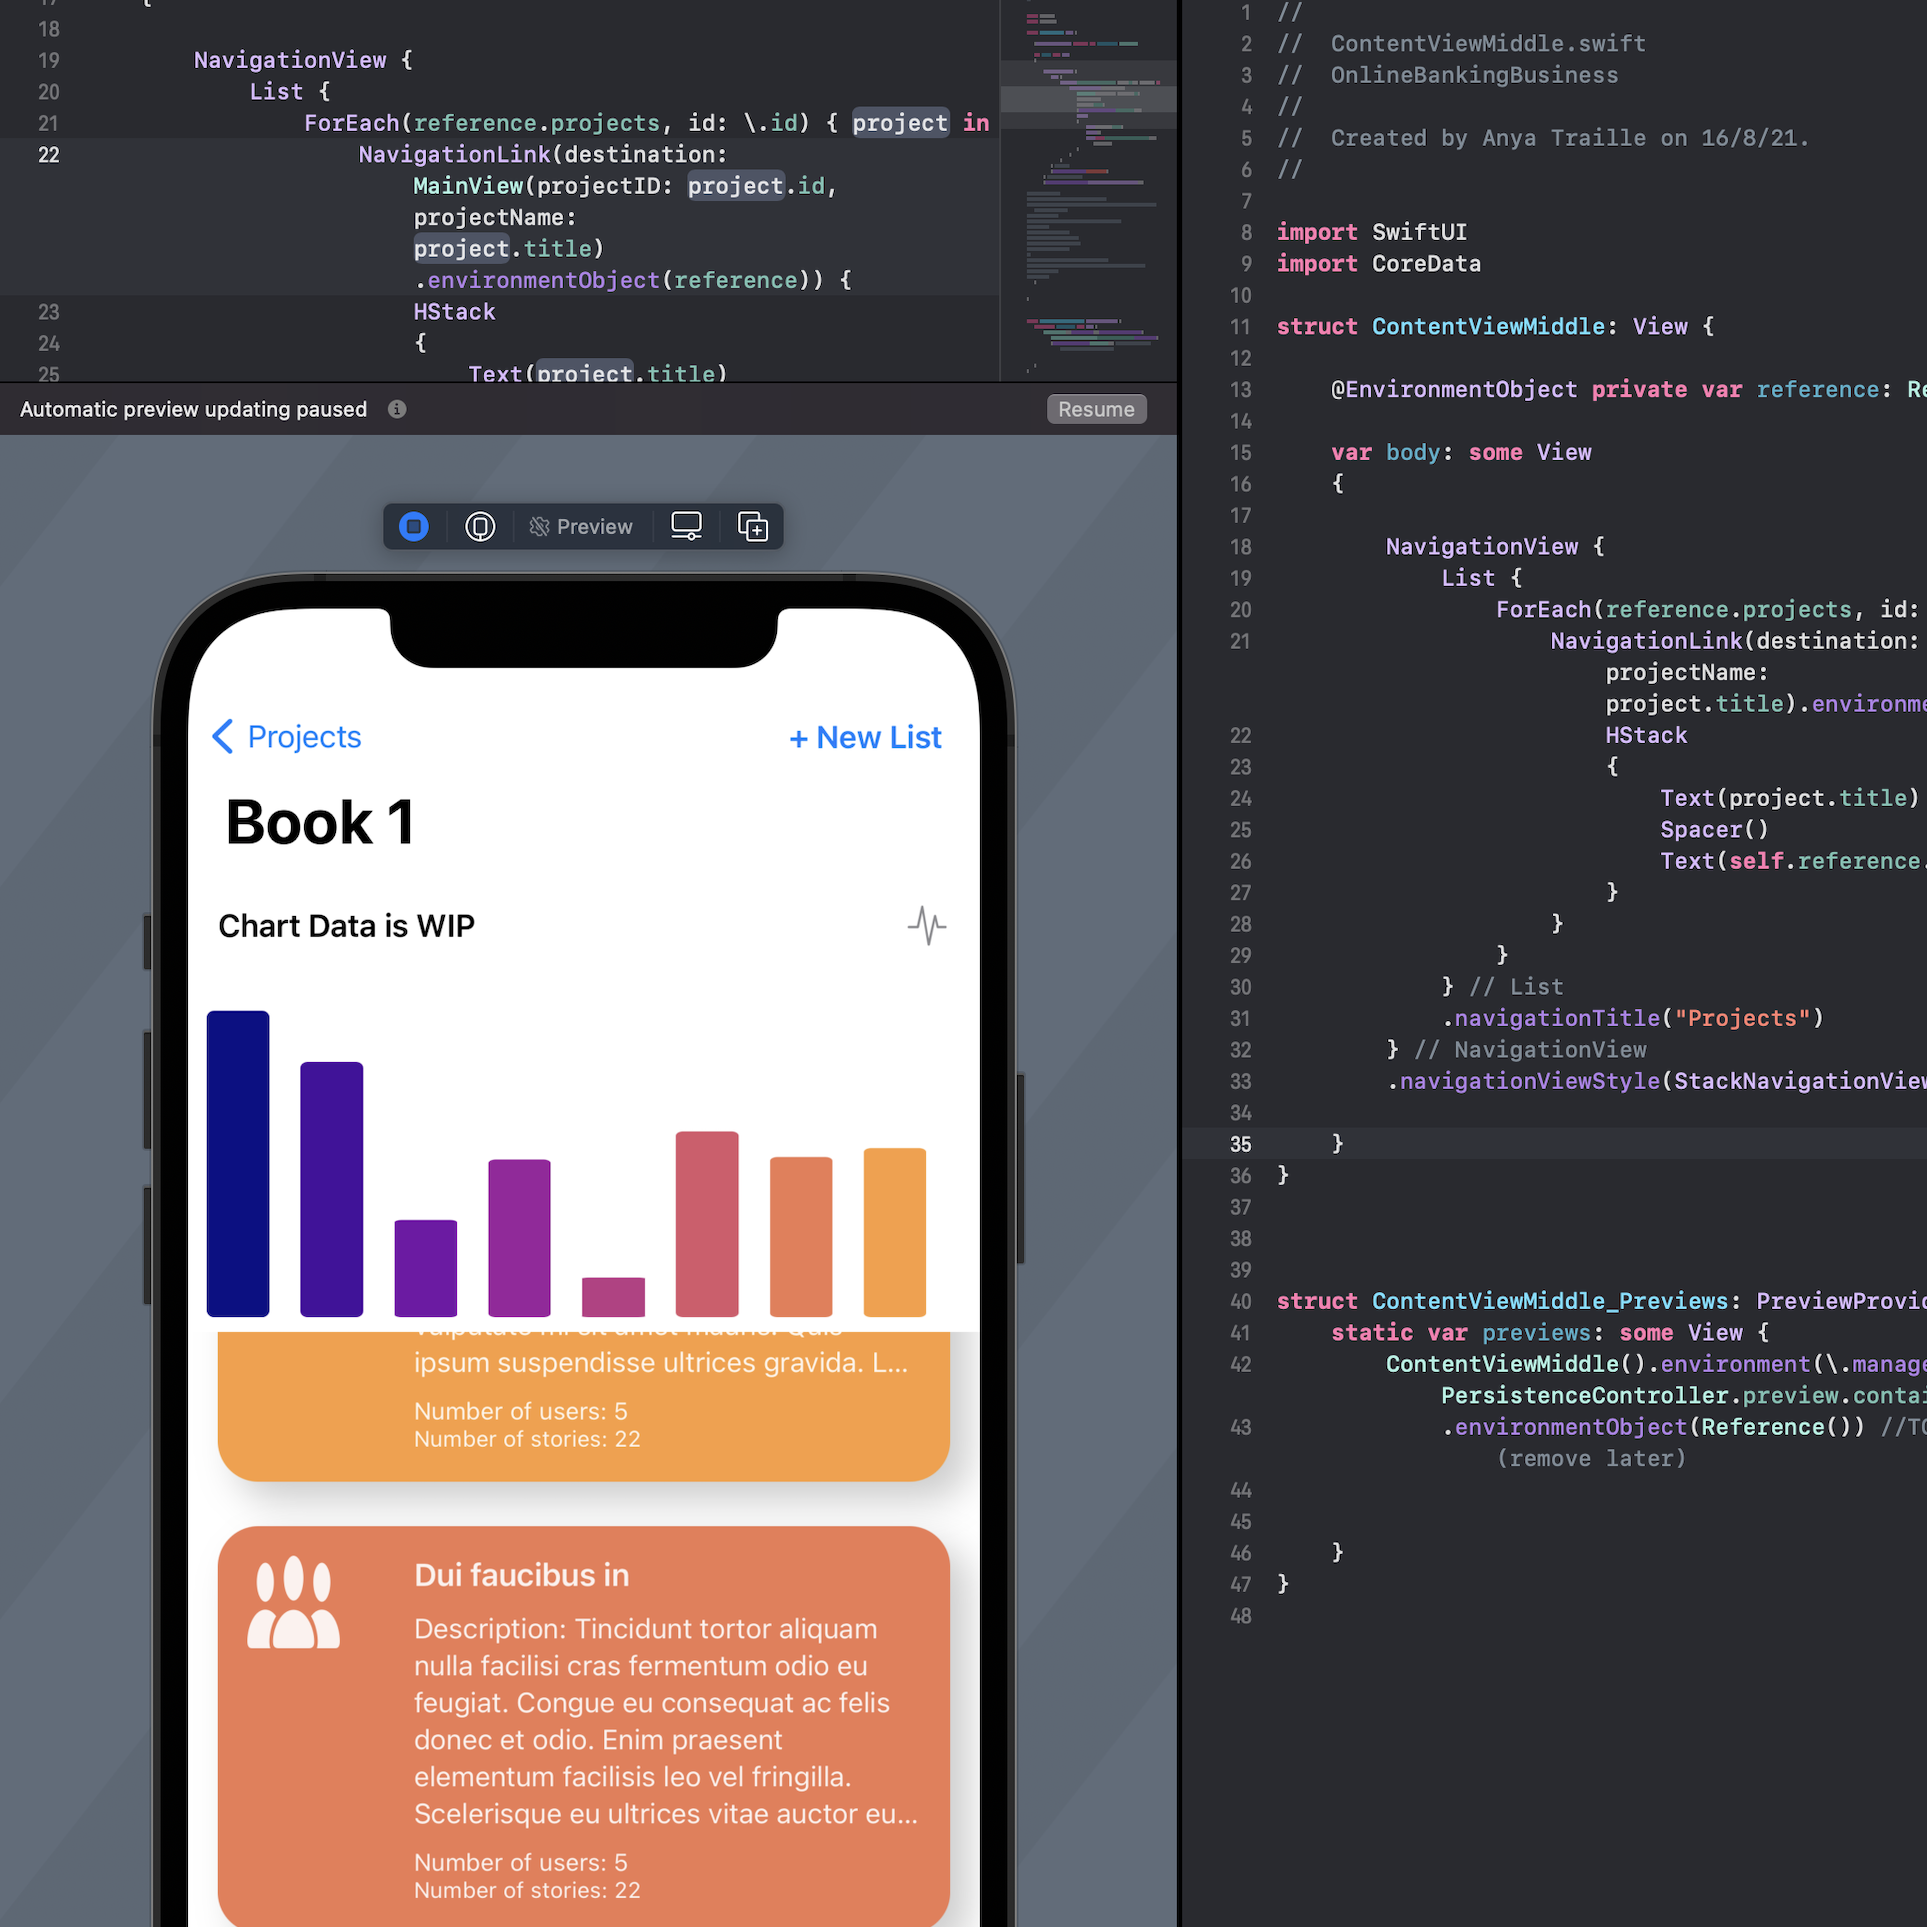 17 {
18
19 NavigationView {
20 List {
21 ForEach(reference.projects, id: \.id) { project in
22 NavigationLink(destination:
MainView(projectID: project.id,
projectName:
project.title)
.environmentObject(reference)) {
23 HStack
24 {
25 Text(project.title)
Automatic preview updating paused
Resume
Preview
Projects
+ New List
Book 1
Chart Data is WIP
vulputate mi sit amet mauris. Quis
ipsum suspendisse ultrices gravida. L...
Number of users: 5
Number of stories: 22
Dui faucibus in
Description: Tincidunt tortor aliquam
nulla facilisi cras fermentum odio eu
feugiat. Congue eu consequat ac felis
donec et odio. Enim praesent
elementum facilisis leo vel fringilla.
Scelerisque eu ultrices vitae auctor eu...
Number of users: 5
Number of stories: 22
1 //
2 // ContentViewMiddle.swift
3 // OnlineBankingBusiness
4 //
5 // Created by Anya Traille on 16/8/21.
6 //
7
8 import SwiftUI
9 import CoreData
10
11 struct ContentViewMiddle: View {
12
13 @EnvironmentObject private var reference: Re
14
15 var body: some View
16 {
17
18 NavigationView {
19 List {
20 ForEach(reference.projects, id:
21 NavigationLink(destination:
projectName:
project.title).environme
22 HStack
23 {
24 Text(project.title)
25 Spacer()
26 Text(self.reference.
27 }
28 }
29 }
30 } // List
31 .navigationTitle("Projects")
32 } // NavigationView
33 .navigationViewStyle(StackNavigationView
34
35 }
36 }
37
38
39
40 struct ContentViewMiddle_Previews: PreviewProvid
41 static var previews: some View {
42 ContentViewMiddle().environment(\.manage
PersistenceController.preview.contai
43 .environmentObject(Reference()) //TO
(remove later)
44
45
46 }
47 }
48